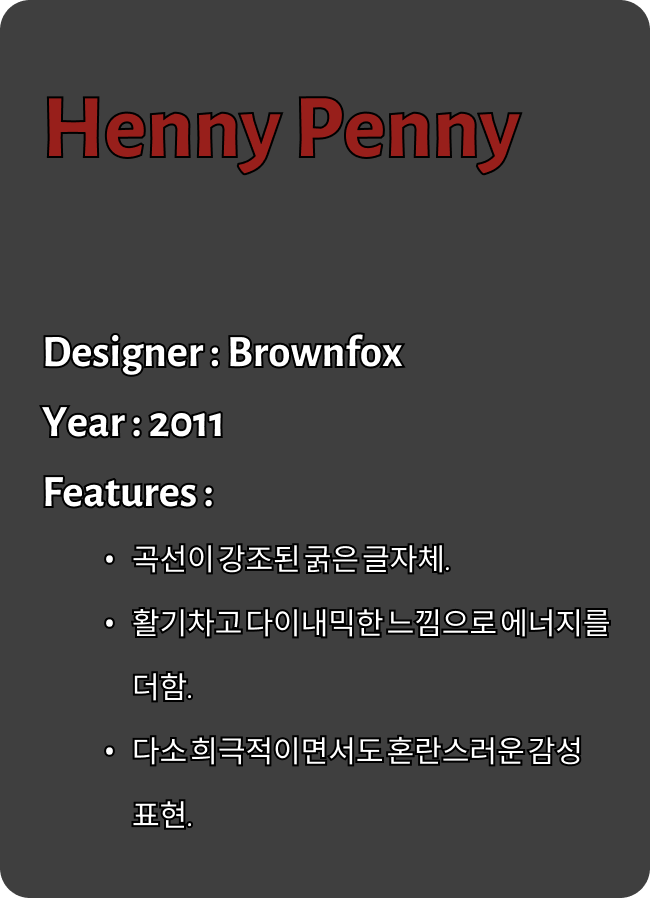 Henny Penny
Designer : Brownfox
Year : 2011
Features :
• 곡선이 강조된 굵은 글자체.
• 활기차고 다이내믹한 느낌으로 에너지를
더함.
• 다소 희극적이면서도 혼란스러운 감성
표현.